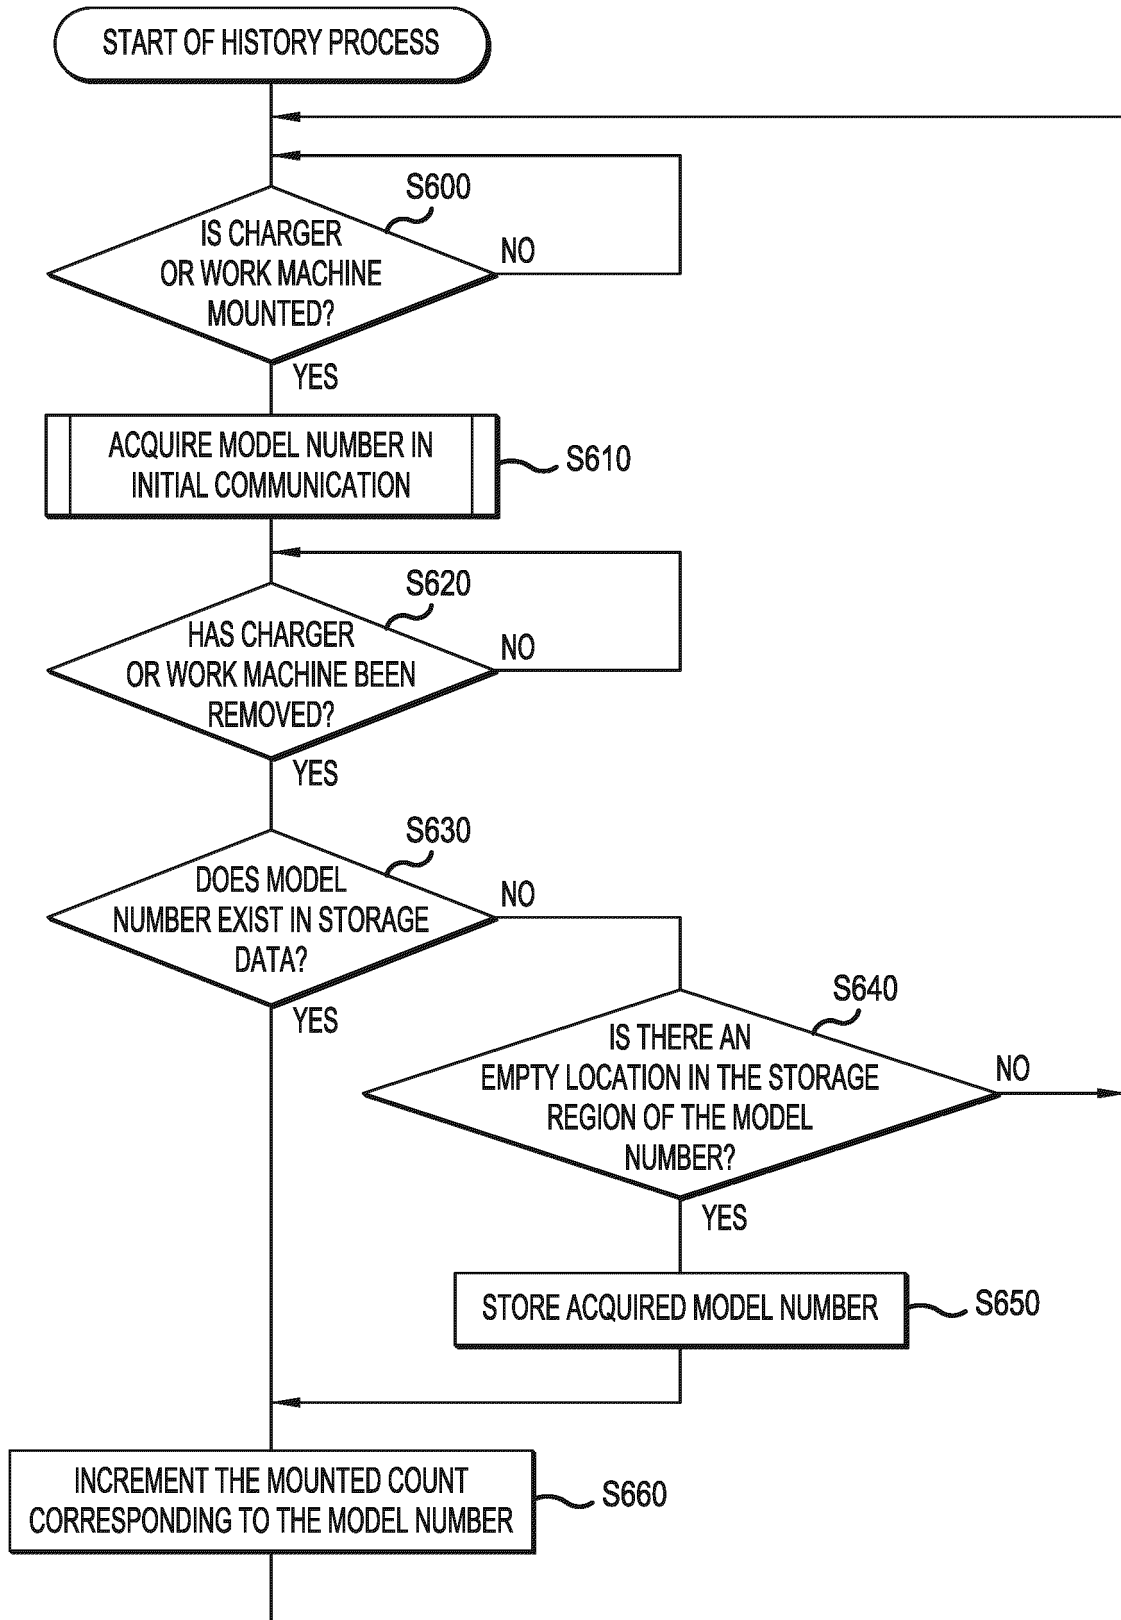 START OF HISTORY PROCESS
S600
IS CHARGER
OR WORK MACHINE
MOUNTED?
NO
YES
ACQUIRE MODEL NUMBER IN
INITIAL COMMUNICATION
S610
S620
HAS CHARGER
OR WORK MACHINE BEEN
REMOVED?
NO
YES
S630
DOES MODEL
NUMBER EXIST IN STORAGE
DATA?
NO
YES
S640
IS THERE AN
EMPTY LOCATION IN THE STORAGE
REGION OF THE MODEL
NUMBER?
NO
YES
STORE ACQUIRED MODEL NUMBER
S650
INCREMENT THE MOUNTED COUNT
CORRESPONDING TO THE MODEL NUMBER
S660